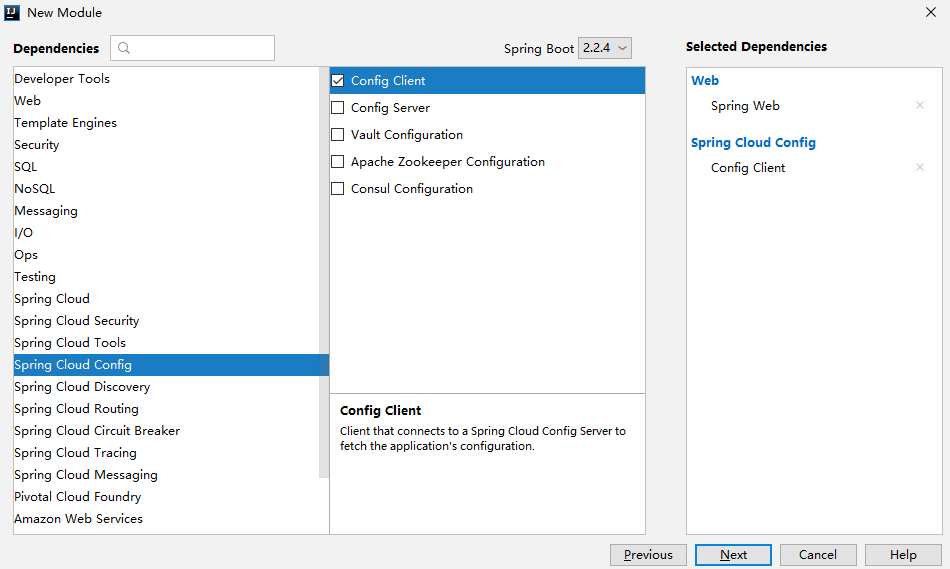 IJ New Module
Dependencies
Spring Boot 2.2.4
Developer Tools
Web
Template Engines
Security
SQL
NoSQL
Messaging
I/O
Ops
Testing
Spring Cloud
Spring Cloud Security
Spring Cloud Tools
Spring Cloud Config
Spring Cloud Discovery
Spring Cloud Routing
Spring Cloud Circuit Breaker
Spring Cloud Tracing
Spring Cloud Messaging
Pivotal Cloud Foundry
Amazon Web Services
Config Client
Config Server
Vault Configuration
Apache Zookeeper Configuration
Consul Configuration
Config Client
Client that connects to a Spring Cloud Config Server to
fetch the application's configuration.
Selected Dependencies
Web
Spring Web
Spring Cloud Config
Config Client
Previous
Next
Cancel
Help